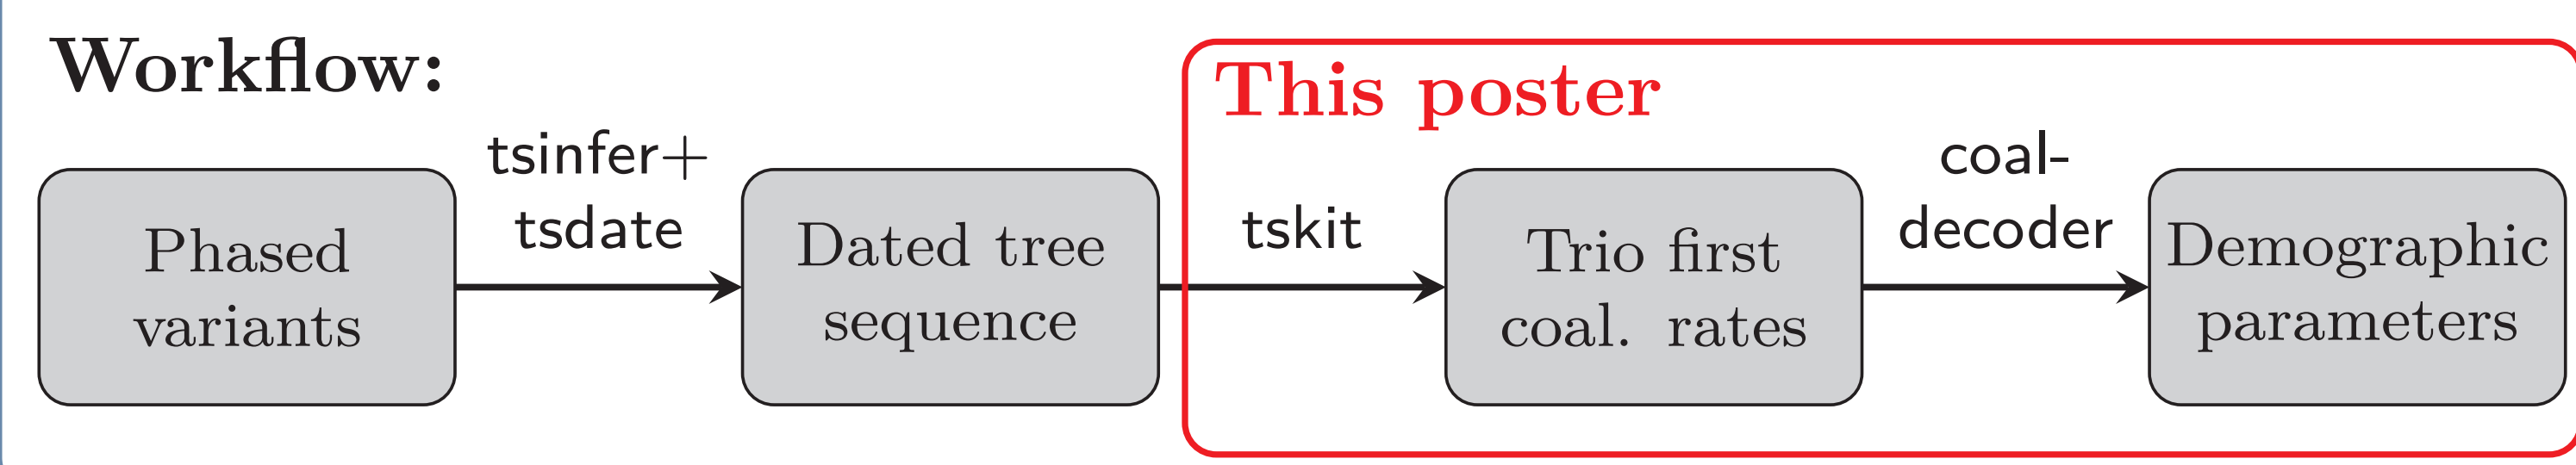 Workflow:
This poster
Phased
variants
tsinfer+
tsdate
Dated tree
sequence
tskit
Trio first
coal. rates
coal-
decoder
Demographic
parameters